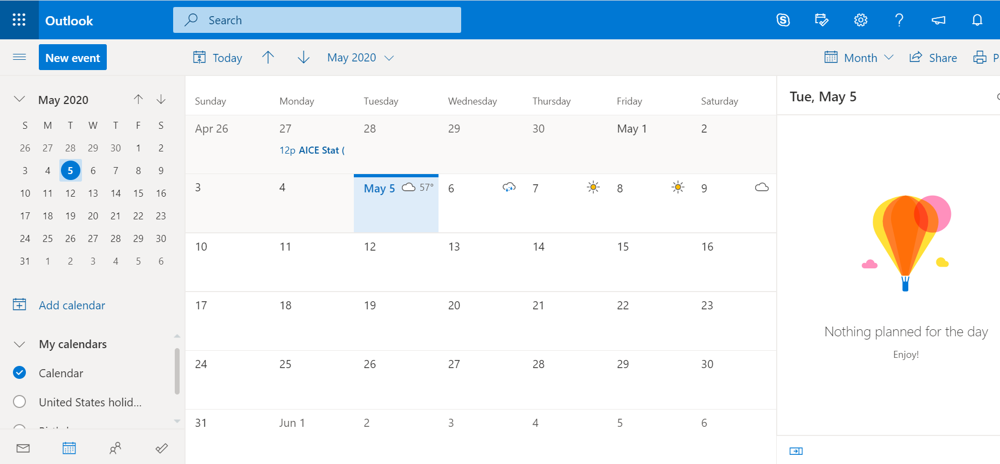 Outlook
Search
New event
Today
May 2020
Month
Share
P
May 2020
S M T W T F S
26 27 28 29 30 1 2
3 4 5 6 7 8 9
10 11 12 13 14 15 16
17 18 19 20 21 22 23
24 25 26 27 28 29 30
31 1 2 3 4 5 6
Add calendar
My calendars
Calendar
United States holid...
Sunday Monday Tuesday Wednesday Thursday Friday Saturday
Apr 26 27 28 29 30 May 1 2
12p AICE Stat (
3 4 May 5 57° 6 7 8 9
10 11 12 13 14 15 16
17 18 19 20 21 22 23
24 25 26 27 28 29 30
31 Jun 1 2 3 4 5 6
Tue, May 5
Nothing planned for the day
Enjoy!